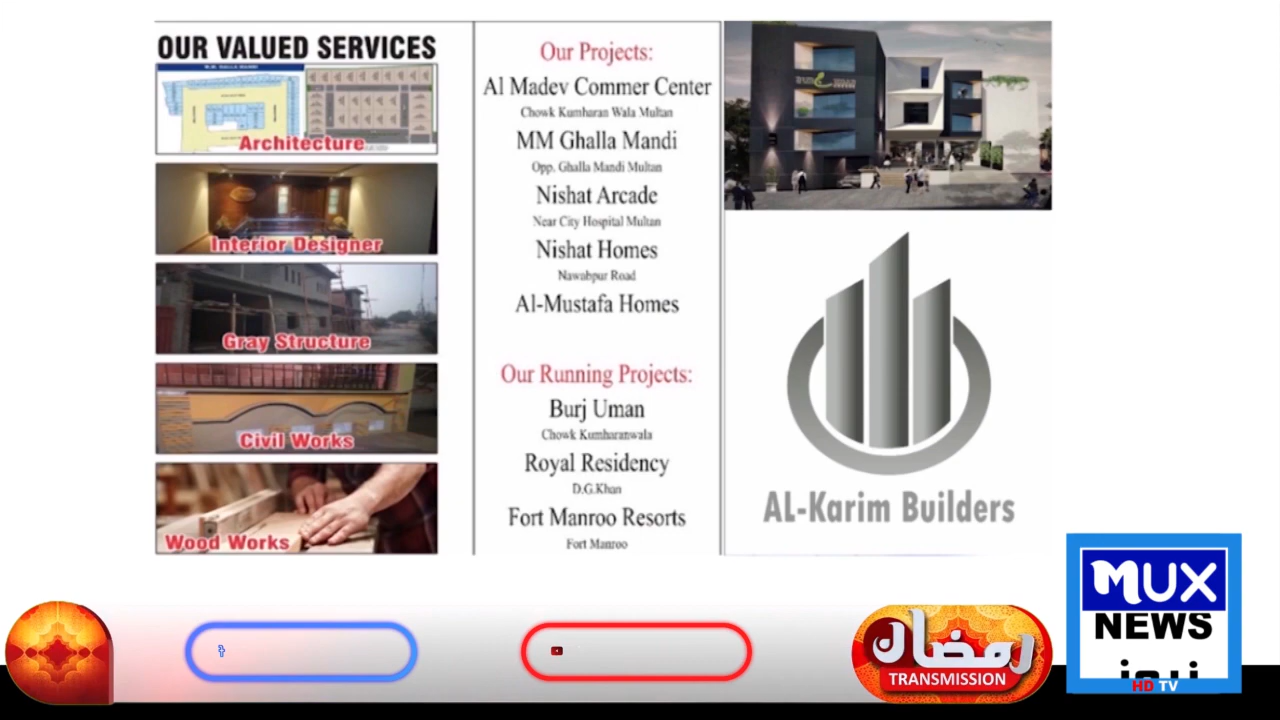 OUR VALUED SERVICES
Architecture
Interior Designer
Gray Structure
Civil Works
Wood Works
Our Projects:
Al Madev Commer Center
Chowk Kumharan Wala Multan
MM Ghalla Mandi
Opp. Ghalla Mandi Multan
Nishat Arcade
Near City Hospital Multan
Nishat Homes
Nawabpur Road
Al-Mustafa Homes
Our Running Projects:
Burj Uman
Chowk Kumharanwala
Royal Residency
D.G.Khan
Fort Manroo Resorts
Fort Manroo
AL-Karim Builders
رمضان
TRANSMISSION
MUX
NEWS
نیوز
HD TV